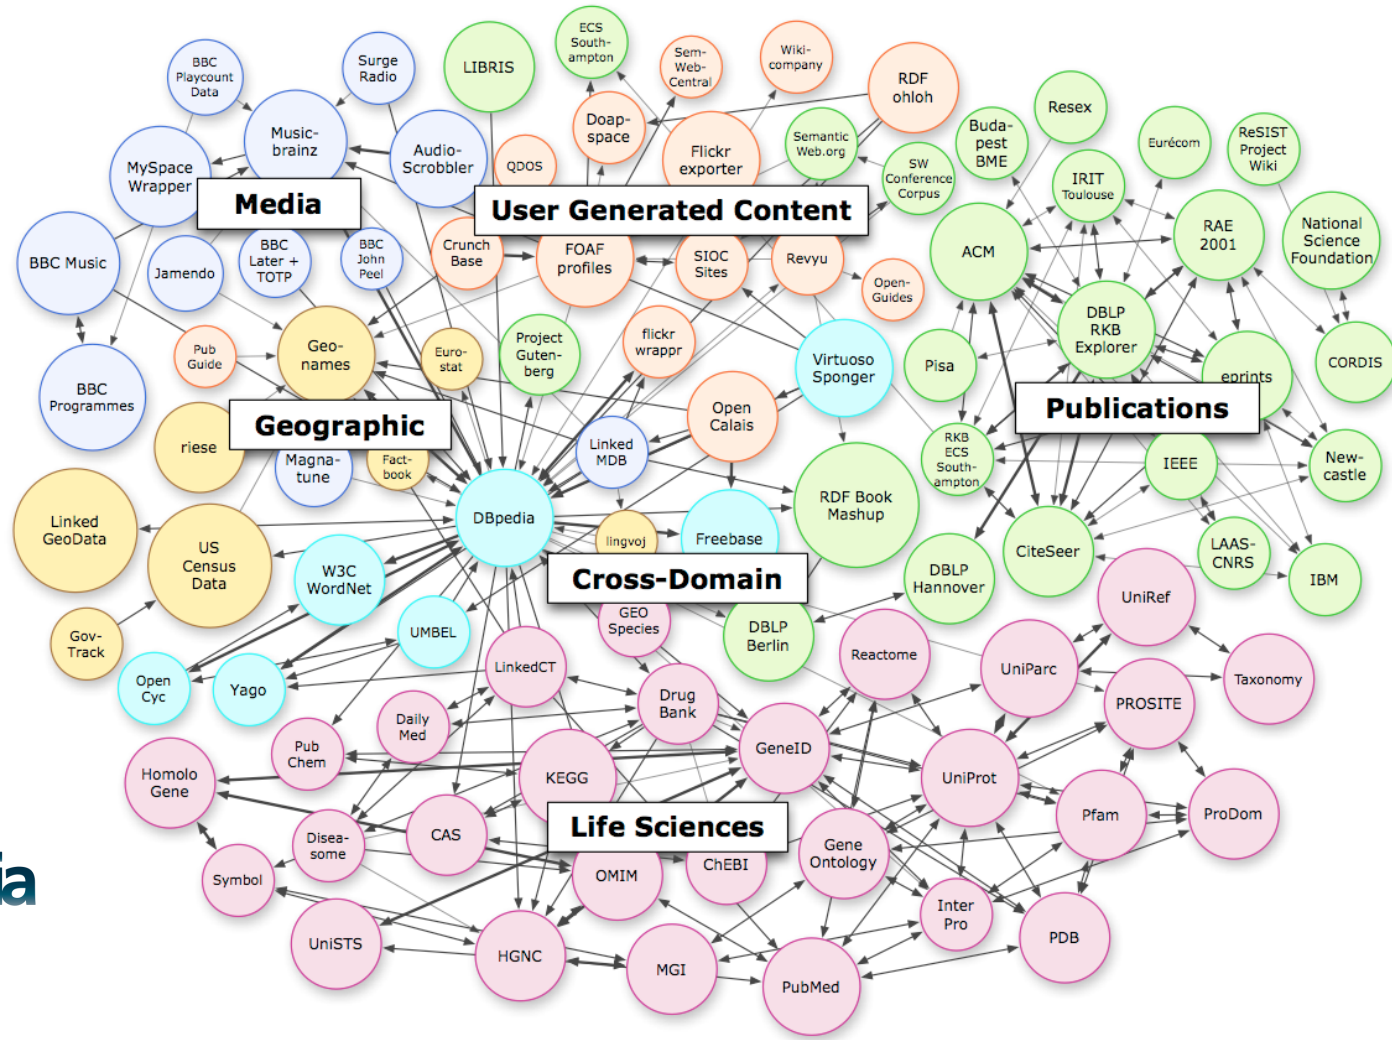 BBC
Playcount
Data
Surge
Radio
LIBRIS
ECS
South-
ampton
Sem-
Web-
Central
Wiki-
company
RDF
ohloh
Music-
brainz
Audio-
Scrobbler
MySpace
Wrapper
QDOS
Doap-
space
Flickr
exporter
Semantic
Web.org
SW
Conference
Corpus
Buda-
pest
BME
Resex
Eurécom
ReSIST
Project
Wiki
IRIT
Toulouse
Media
User Generated Content
BBC Music
Jamendo
BBC
Later +
TOTP
BBC
John
Peel
Crunch
Base
FOAF
profiles
SIOC
Sites
Revyu
Open-
Guides
ACM
RAE
2001
National
Science
Foundation
BBC
Programmes
Pub
Guide
Geo-
names
Euro-
stat
Project
Guten-
berg
flickr
wrappr
Virtuoso
Sponger
DBLP
RKB
Explorer
Pisa
eprints
CORDIS
Geographic
Publications
riese
Magna-
tune
Fact-
book
Linked
MDB
Open
Calais
RKB
ECS
South-
ampton
IEEE
New-
castle
Linked
GeoData
US
Census
Data
DBpedia
lingvoj
Freebase
RDF Book
Mashup
CiteSeer
LAAS-
CNRS
IBM
W3C
WordNet
Cross-Domain
DBLP
Hannover
UniRef
Gov-
Track
UMBEL
GEO
Species
DBLP
Berlin
Reactome
UniParc
Taxonomy
Open
Cyc
Yago
LinkedCT
Drug
Bank
PROSITE
Daily
Med
Pub
Chem
Homolo
Gene
KEGG
GeneID
UniProt
Pfam
ProDom
Life Sciences
Disea-
some
CAS
ChEBI
Gene
Ontology
Symbol
OMIM
ia
Inter
Pro
PDB
UniSTS
HGNC
MGI
PubMed